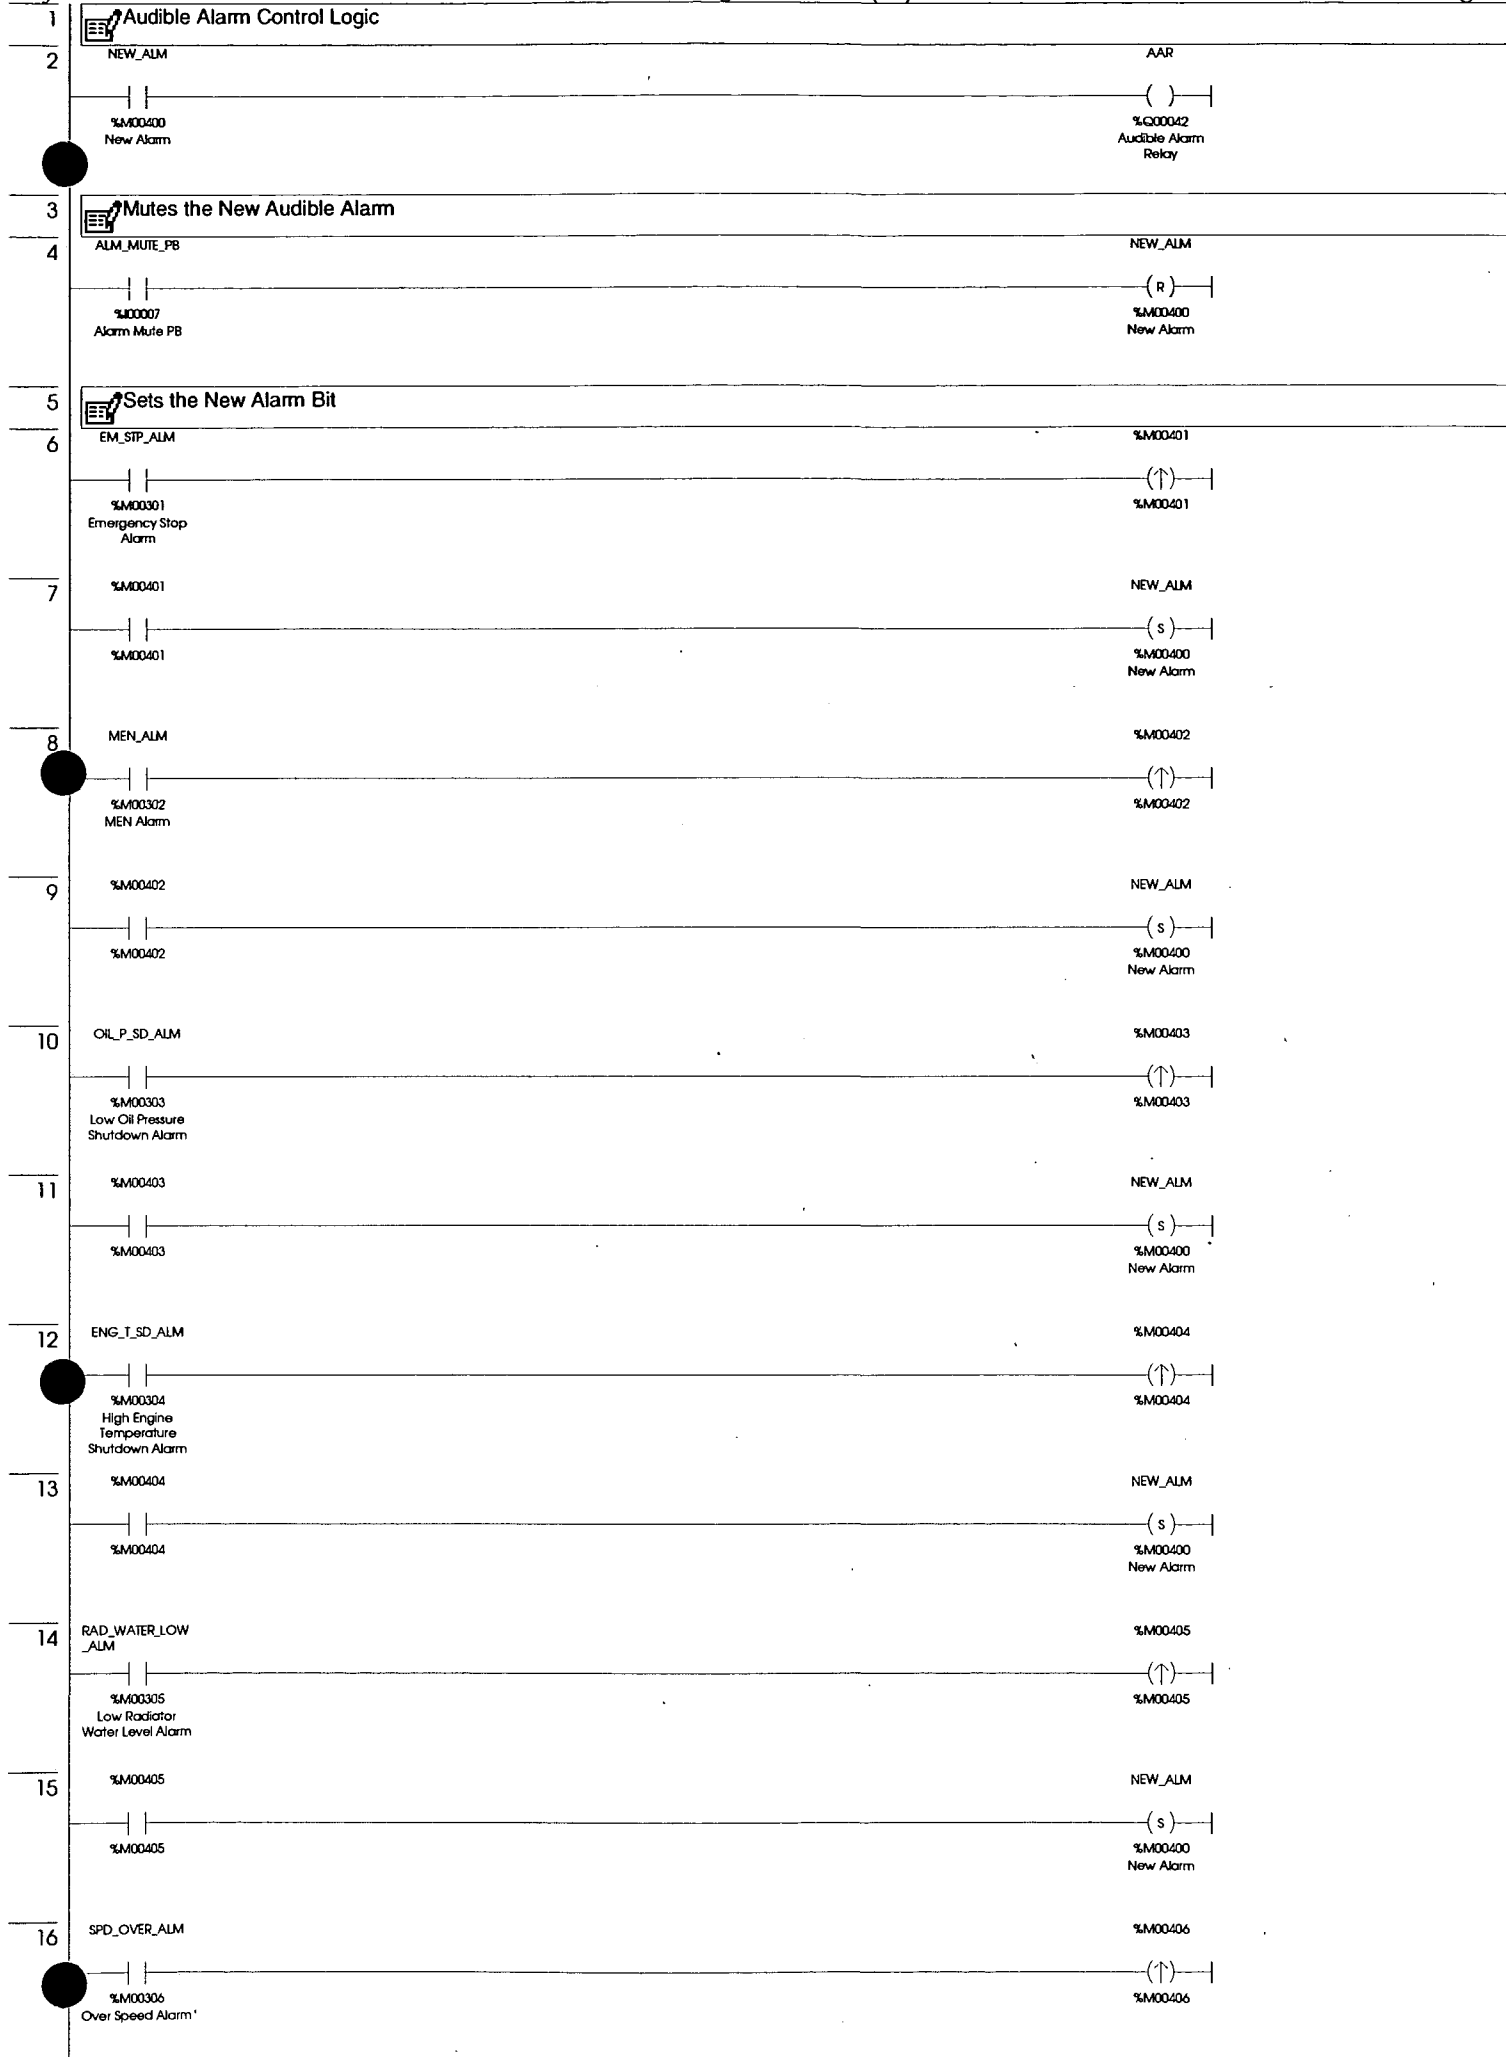 1 Audible Alarm Control Logic
2 NEW_ALM AAR
%M00400 %Q00042
New Alarm Audible Alarm
Relay
3 Mutes the New Audible Alarm
4 ALM_MUTE_PB NEW_ALM
(R)
%I00007 %M00400
Alarm Mute PB New Alarm
5 Sets the New Alarm Bit
6 EM_STP_ALM %M00401
(↑)
%M00301 %M00401
Emergency Stop
Alarm
7 %M00401 NEW_ALM
(S)
%M00401 %M00400
New Alarm
8 MEN_ALM %M00402
(↑)
%M00302 %M00402
MEN Alarm
9 %M00402 NEW_ALM
(S)
%M00402 %M00400
New Alarm
10 OIL_P_SD_ALM %M00403
(↑)
%M00303 %M00403
Low Oil Pressure
Shutdown Alarm
11 %M00403 NEW_ALM
(S)
%M00403 %M00400
New Alarm
12 ENG_T_SD_ALM %M00404
(↑)
%M00304 %M00404
High Engine
Temperature
Shutdown Alarm
13 %M00404 NEW_ALM
(S)
%M00404 %M00400
New Alarm
14 RAD_WATER_LOW %M00405
_ALM
(↑)
%M00305 %M00405
Low Radiator
Water Level Alarm
15 %M00405 NEW_ALM
(S)
%M00405 %M00400
New Alarm
16 SPD_OVER_ALM %M00406
(↑)
%M00306 %M00406
Over Speed Alarm